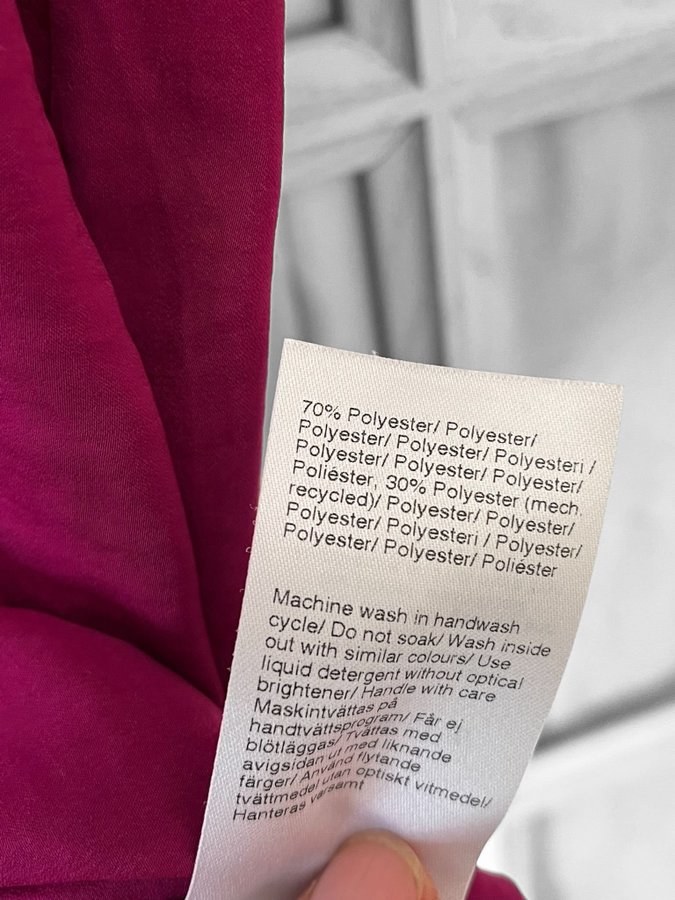 70% Polyester/ Polyester/
Polyester/ Polyester/ Polyesteri /
Polyester/ Polyester/ Polyester/
Poliéster, 30% Polyester (mech.
recycled)/ Polyester/ Polyester/
Polyester/ Polyesteri / Polyester/
Polyester/ Polyester/ Poliéster
Machine wash in handwash
cycle/ Do not soak/ Wash inside
out with similar colours/ Use
liquid detergent without optical
brightener/ Handle with care
Maskintvättas på
handtvättsprogram/ Får ej
blötläggas/ Tvättas med
avigsidan ut med liknande
färger/ Använd flytande
tvättmedel utan optiskt vitmedel/
Hanteras varsamt